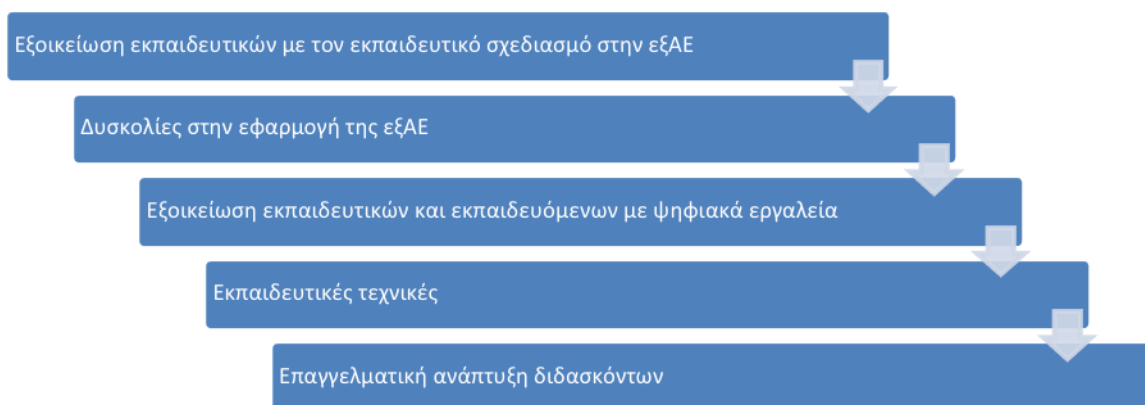 Εξοικείωση εκπαιδευτικών με τον εκπαιδευτικό σχεδιασμό στην εξΑΕ
Δυσκολίες στην εφαρμογή της εξΑΕ
Εξοικείωση εκπαιδευτικών και εκπαιδευόμενων με ψηφιακά εργαλεία
Εκπαιδευτικές τεχνικές
Επαγγελματική ανάπτυξη διδασκόντων